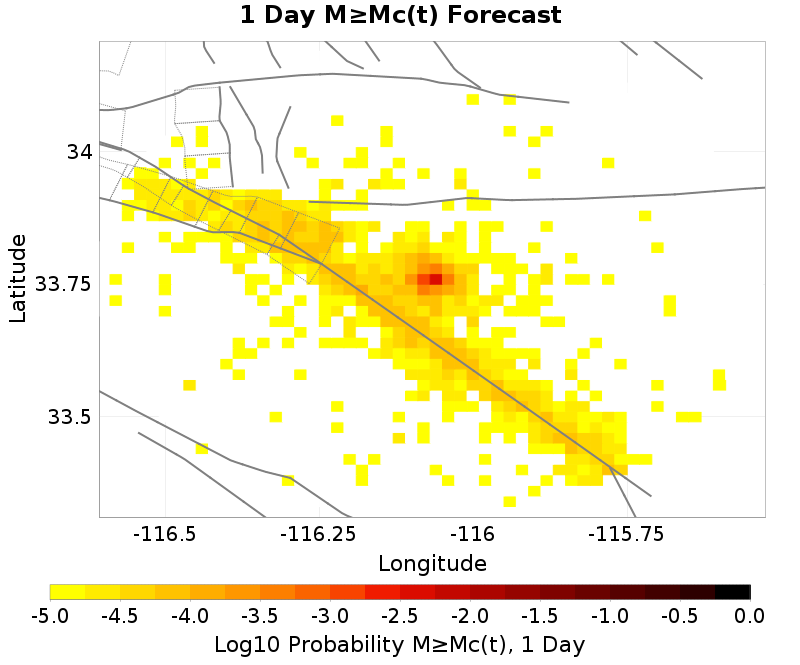 1 Day M≥Mc(t) Forecast
34
33.75
33.5
Latitude
-116.5 -116.25 -116 -115.75
Longitude
-5.0 -4.5 -4.0 -3.5 -3.0 -2.5 -2.0 -1.5 -1.0 -0.5 0.0
Log10 Probability M≥Mc(t), 1 Day